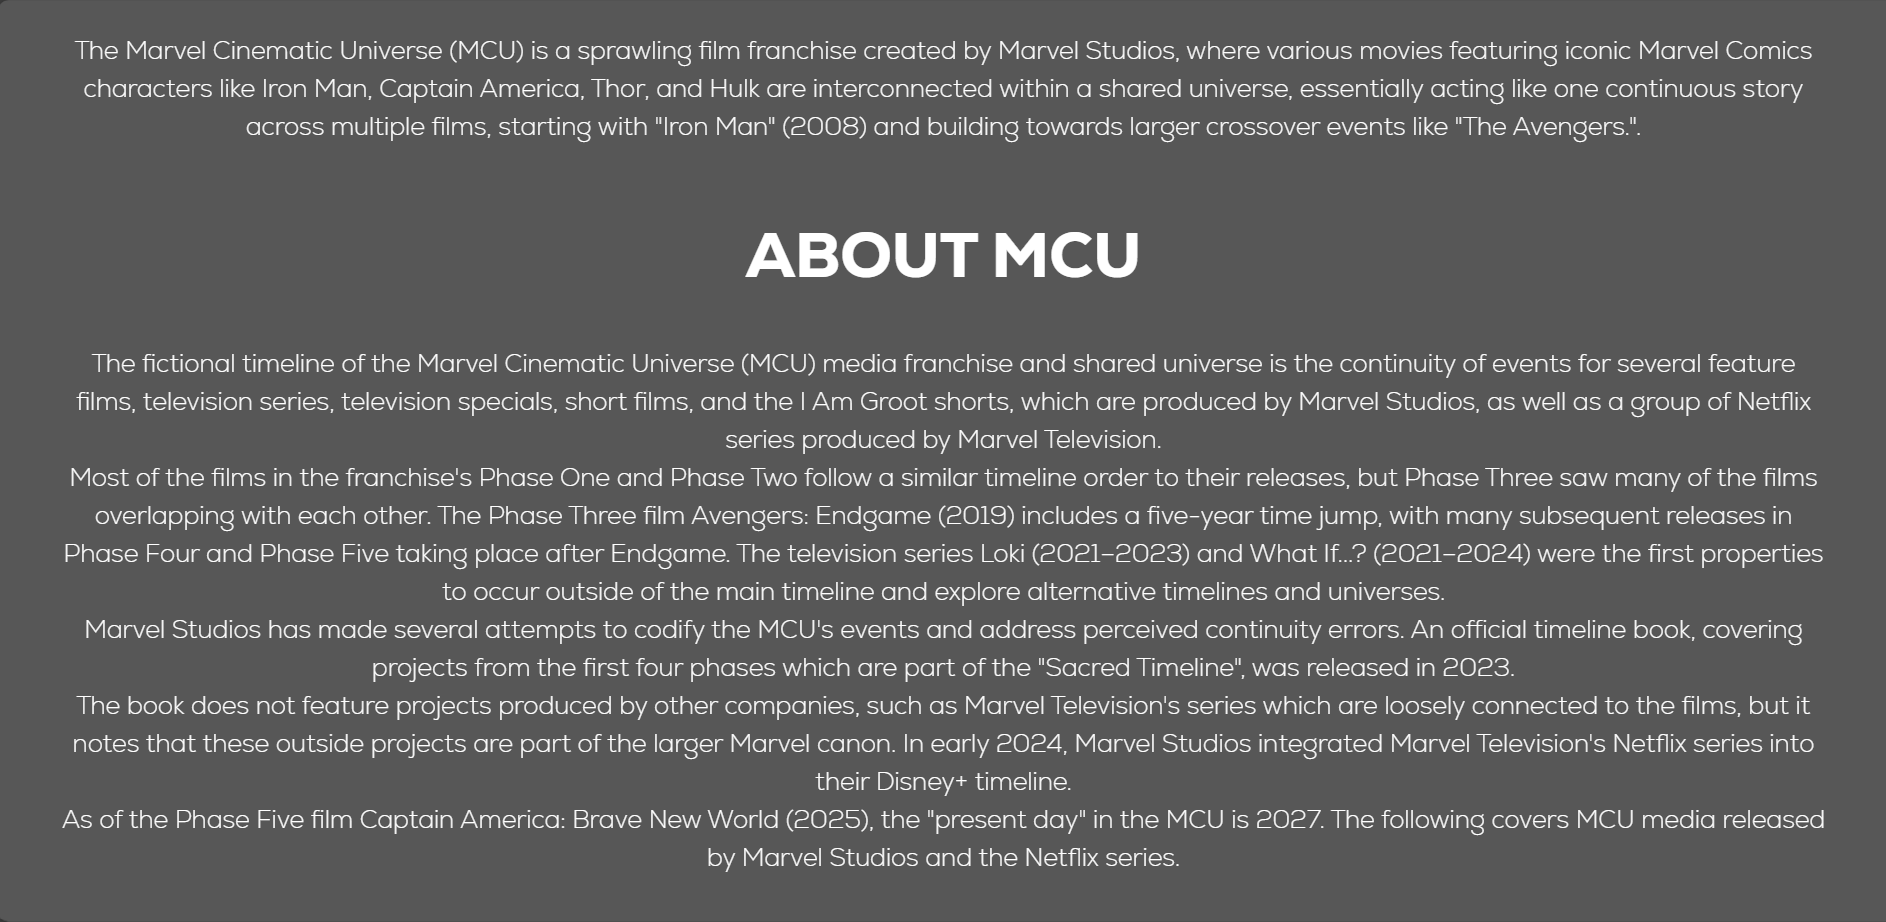 The Marvel Cinematic Universe (MCU) is a sprawling film franchise created by Marvel Studios, where various movies featuring iconic Marvel Comics
characters like Iron Man, Captain America, Thor, and Hulk are interconnected within a shared universe, essentially acting like one continuous story
across multiple films, starting with "Iron Man" (2008) and building towards larger crossover events like "The Avengers.".
ABOUT MCU
The fictional timeline of the Marvel Cinematic Universe (MCU) media franchise and shared universe is the continuity of events for several feature
films, television series, television specials, short films, and the I Am Groot shorts, which are produced by Marvel Studios, as well as a group of Netflix
series produced by Marvel Television.
Most of the films in the franchise's Phase One and Phase Two follow a similar timeline order to their releases, but Phase Three saw many of the films
overlapping with each other. The Phase Three film Avengers: Endgame (2019) includes a five-year time jump, with many subsequent releases in
Phase Four and Phase Five taking place after Endgame. The television series Loki (2021–2023) and What If...? (2021–2024) were the first properties
to occur outside of the main timeline and explore alternative timelines and universes.
Marvel Studios has made several attempts to codify the MCU's events and address perceived continuity errors. An official timeline book, covering
projects from the first four phases which are part of the "Sacred Timeline", was released in 2023.
The book does not feature projects produced by other companies, such as Marvel Television's series which are loosely connected to the films, but it
notes that these outside projects are part of the larger Marvel canon. In early 2024, Marvel Studios integrated Marvel Television's Netflix series into
their Disney+ timeline.
As of the Phase Five film Captain America: Brave New World (2025), the "present day" in the MCU is 2027. The following covers MCU media released
by Marvel Studios and the Netflix series.